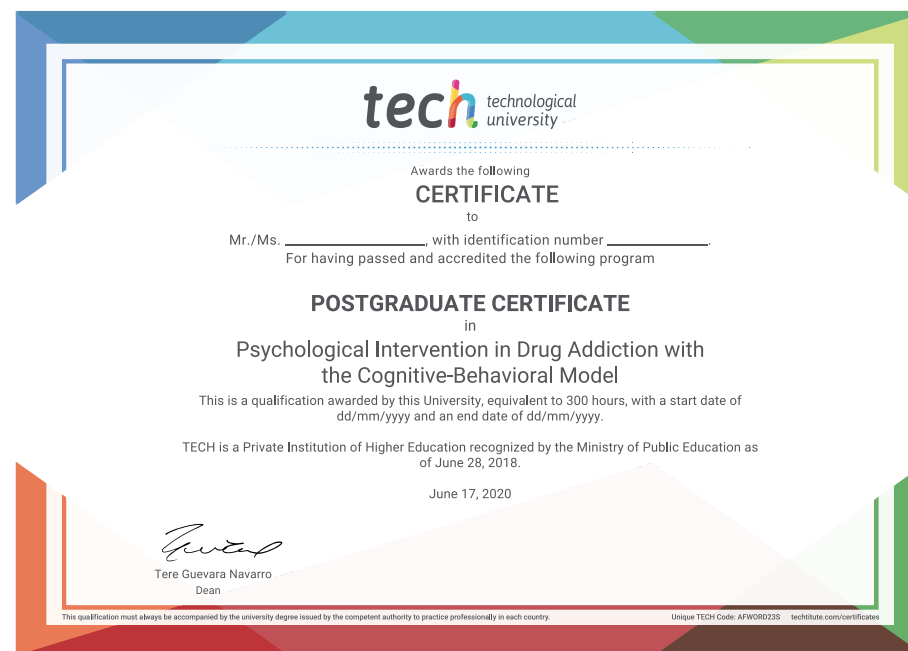 tech technological
university
Awards the following
CERTIFICATE
to
Mr./Ms. ____________________, with identification number _______________.
For having passed and accredited the following program
POSTGRADUATE CERTIFICATE
in
Psychological Intervention in Drug Addiction with
the Cognitive-Behavioral Model
This is a qualification awarded by this University, equivalent to 300 hours, with a start date of
dd/mm/yyyy and an end date of dd/mm/yyyy.
TECH is a Private Institution of Higher Education recognized by the Ministry of Public Education as
of June 28, 2018.
June 17, 2020
Tere Guevara Navarro
Dean
This qualification must always be accompanied by the university degree issued by the competent authority to practice professionally in each country. Unique TECH Code: AFWORD23S techtitute.com/certificates